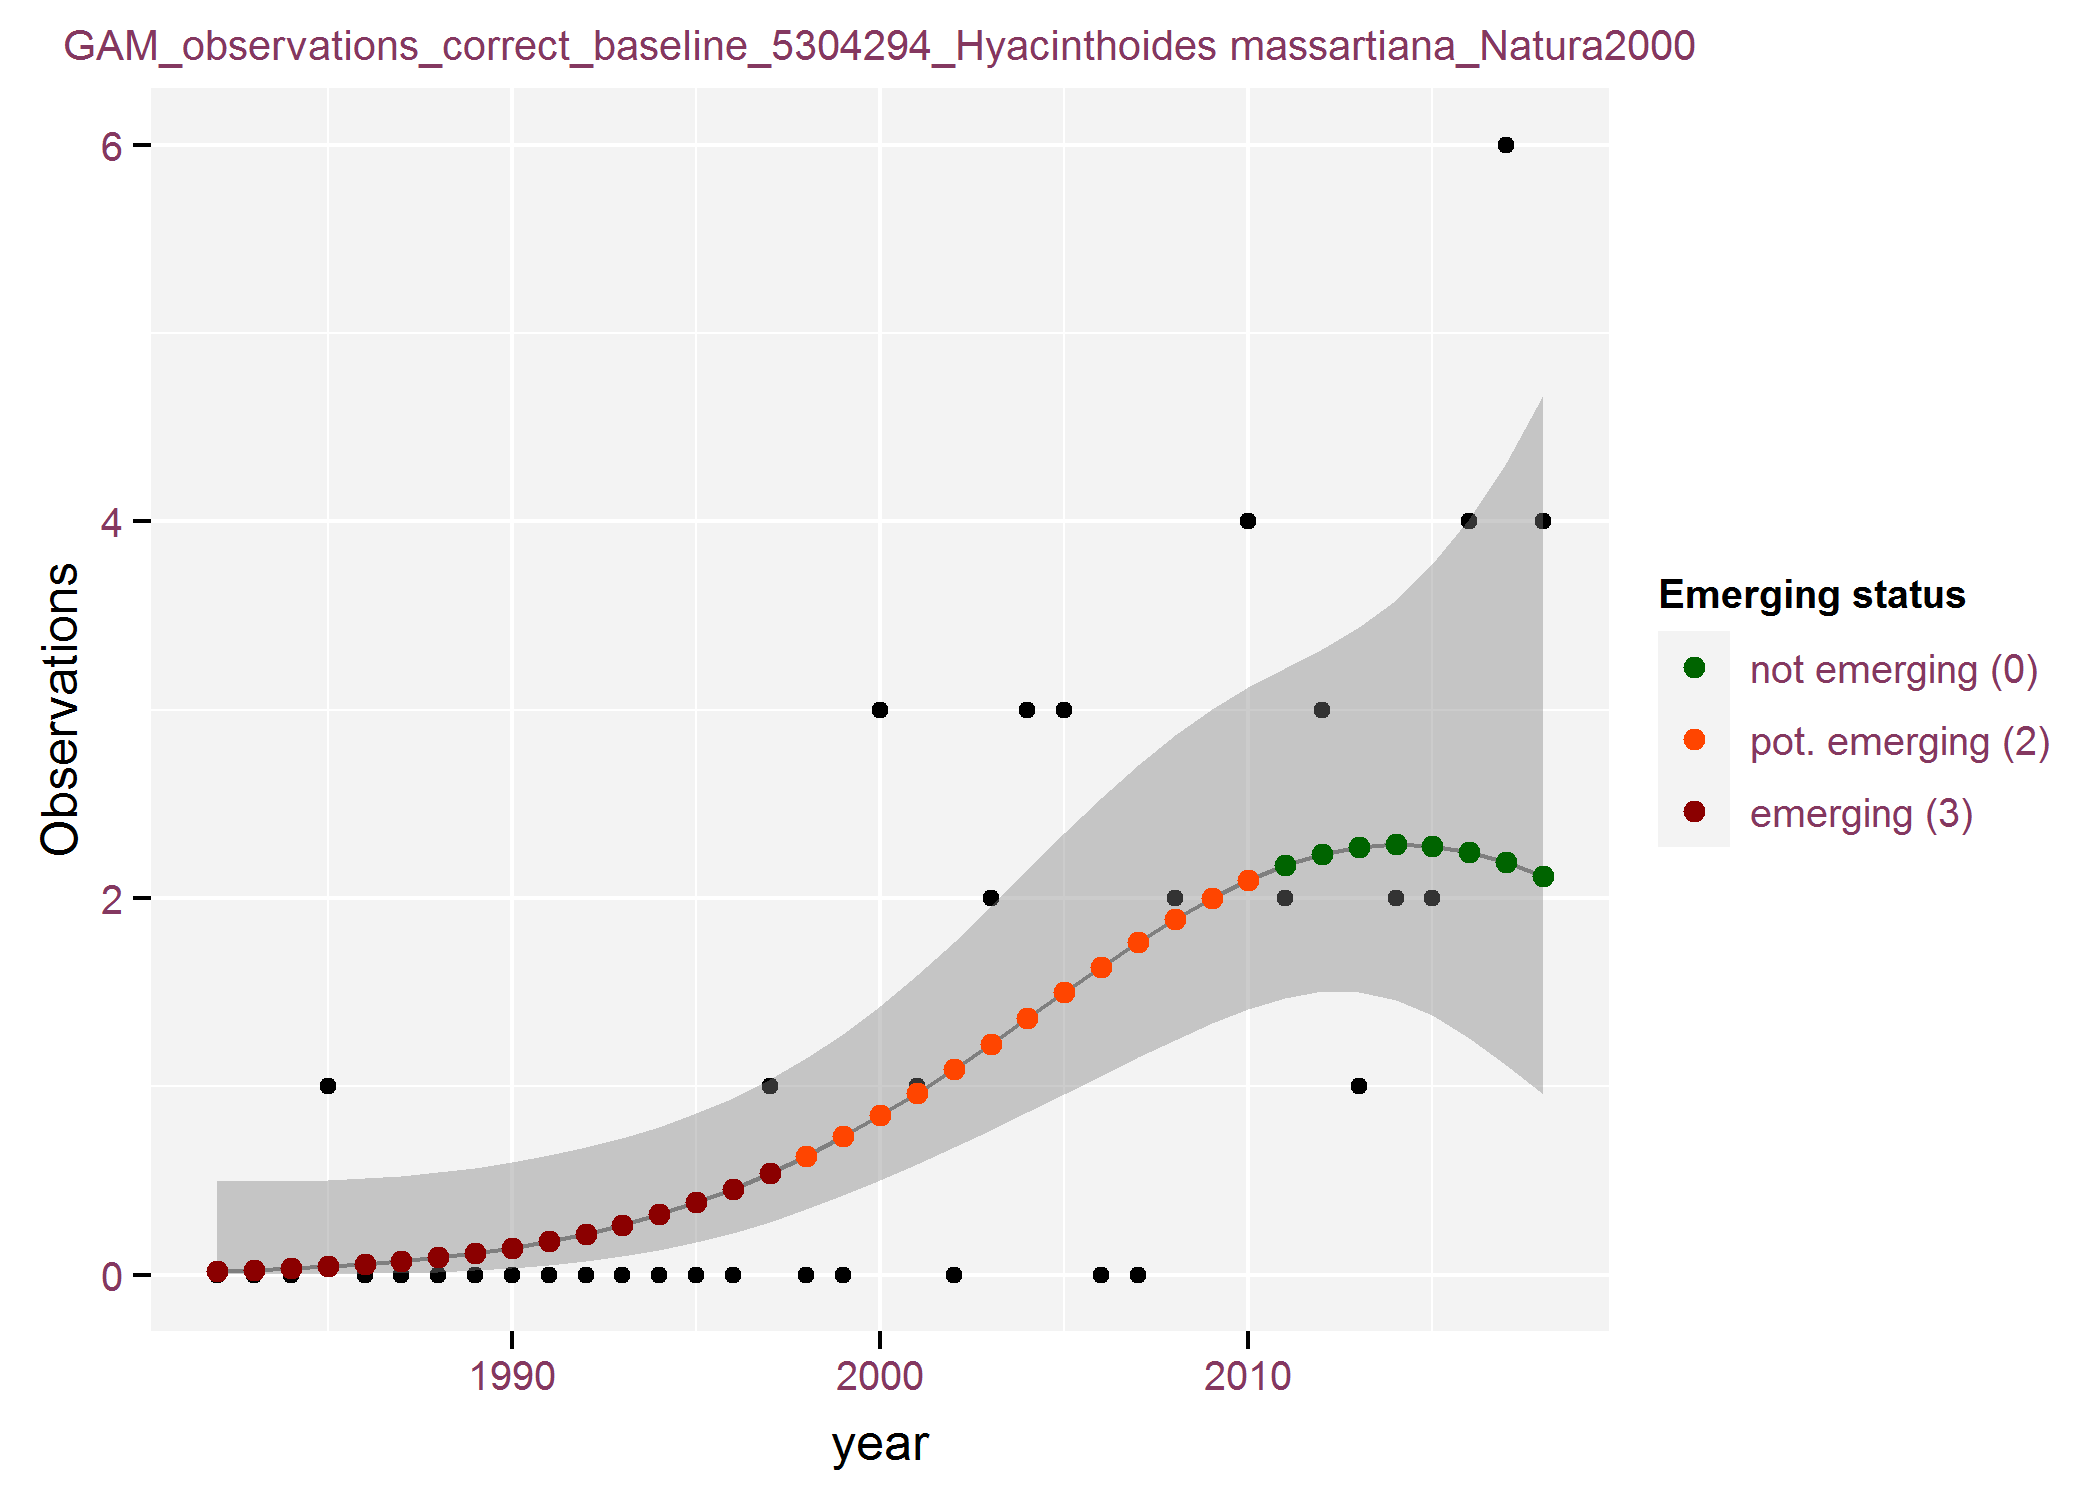 GAM_observations_correct_baseline_5304294_Hyacinthoides massartiana_Natura2000
6
4
2
0
Observations
1990
2000
2010
year
Emerging status
not emerging (0)
pot. emerging (2)
emerging (3)